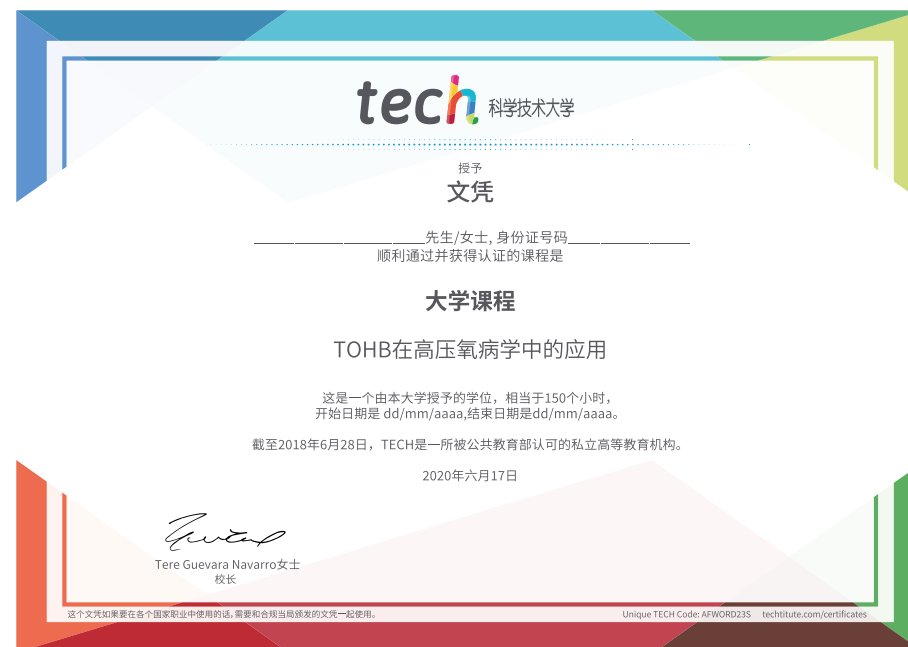 tech 科学技术大学
授予
文凭
先生/女士, 身份证号码
顺利通过并获得认证的课程是
大学课程
TOHB在高压氧病学中的应用
这是一个由本大学授予的学位，相当于150个小时，
开始日期是 dd/mm/aaaa,结束日期是dd/mm/aaaa。
截至2018年6月28日，TECH是一所被公共教育部认可的私立高等教育机构。
2020年六月17日
Tere Guevara Navarro女士
校长
这个文凭如果要在各个国家职业中使用的话,需要和合规当局颁发的文凭一起使用。
Unique TECH Code: AFWORD23S techtitute.com/certificates